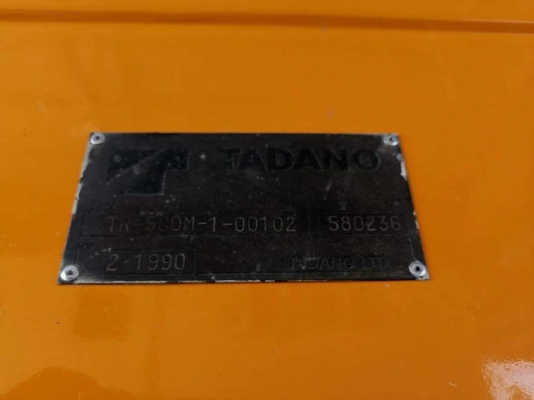 TADANO
TR-500M-1-00102 580236
2-1990 TADANO LTD